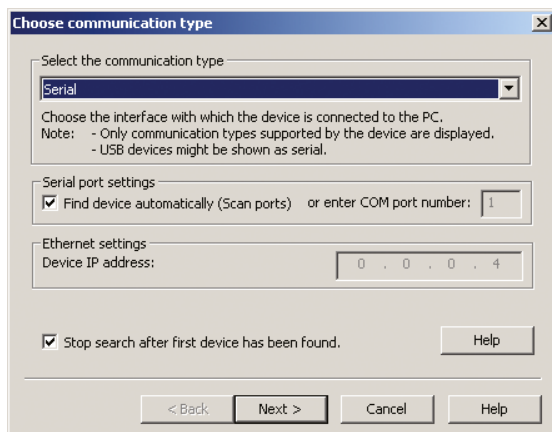 Choose communication type
Select the communication type
Serial
Choose the interface with which the device is connected to the PC.
Note: - Only communication types supported by the device are displayed.
- USB devices might be shown as serial.
Serial port settings
Find device automatically (Scan ports) or enter COM port number: 1
Ethernet settings
Device IP address: 0 . 0 . 0 . 4
Stop search after first device has been found. Help
< Back Next > Cancel Help